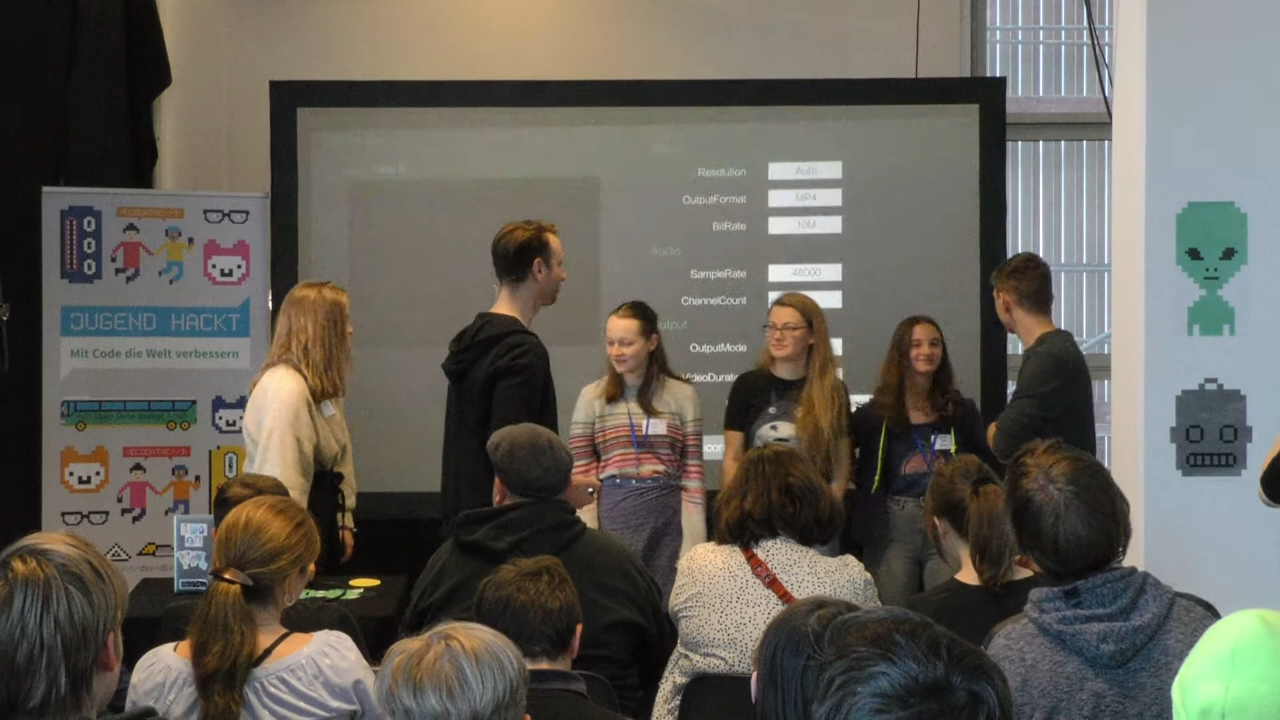 JUGEND HACKT
Mit Code die Welt verbessern
Resolution
Auto
OutputFormat
MP4
BitRate
10M
Audio
SampleRate
48000
ChannelCount
Output
OutputMode
VideoDuratio